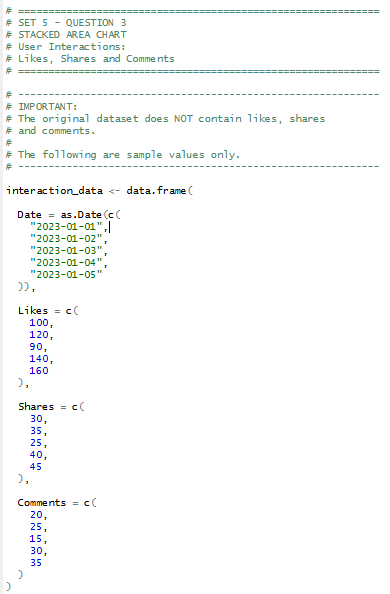 # ==========================================================
# SET 5 - QUESTION 3
# STACKED AREA CHART
# User Interactions:
# Likes, Shares and Comments
# ==========================================================
# ----------------------------------------------------------
# IMPORTANT:
# The original dataset does NOT contain likes, shares
# and comments.
#
# The following are sample values only.
# ----------------------------------------------------------
interaction_data <- data.frame(
Date = as.Date(c(
"2023-01-01",
"2023-01-02",
"2023-01-03",
"2023-01-04",
"2023-01-05"
)),
Likes = c(
100,
120,
90,
140,
160
),
Shares = c(
30,
35,
25,
40,
45
),
Comments = c(
20,
25,
15,
30,
35
)
)